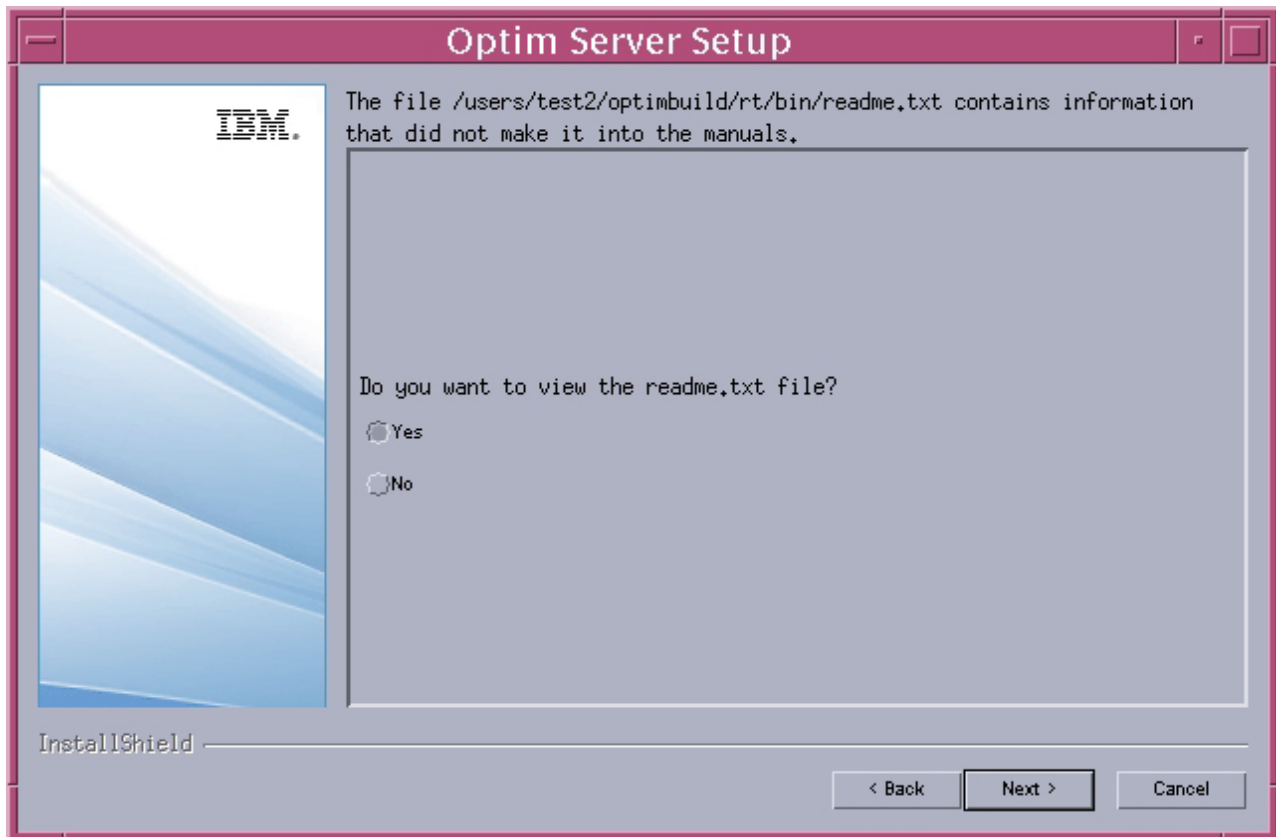 Optim Server Setup
IBM.
The file /users/test2/optimbuild/rt/bin/readme.txt contains information
that did not make it into the manuals.
Do you want to view the readme.txt file?
Yes
No
InstallShield
< Back
Next >
Cancel